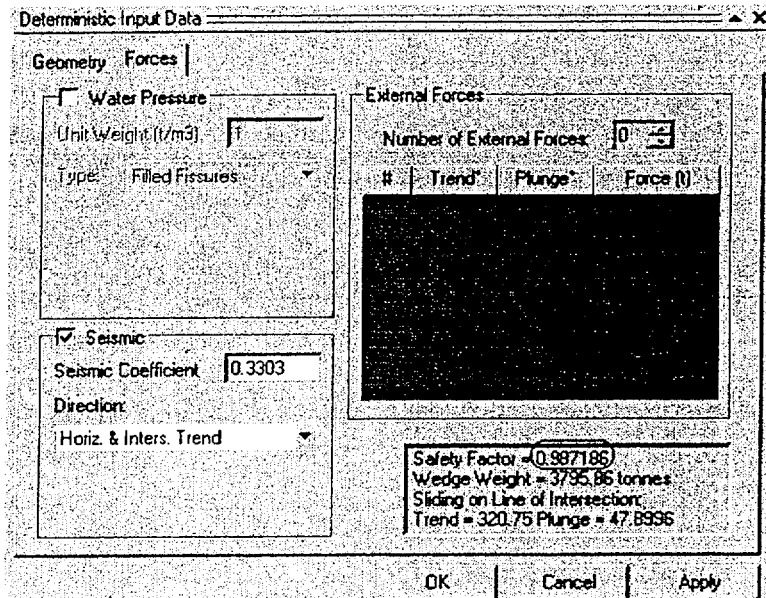 Deterministic Input Data
Geometry Forces
Water Pressure
Unit Weight (t/m3) 1
Type: Filled Fissures
Seismic
Seismic Coefficient 0.3303
Direction:
Horiz. & Inters. Trend
External Forces
Number of External Forces: 0
# Trend° Plunge° Force (t)
Safety Factor = 0.987186
Wedge Weight = 3795.86 tonnes
Sliding on Line of Intersection:
Trend = 320.75 Plunge = 47.8996
OK Cancel Apply